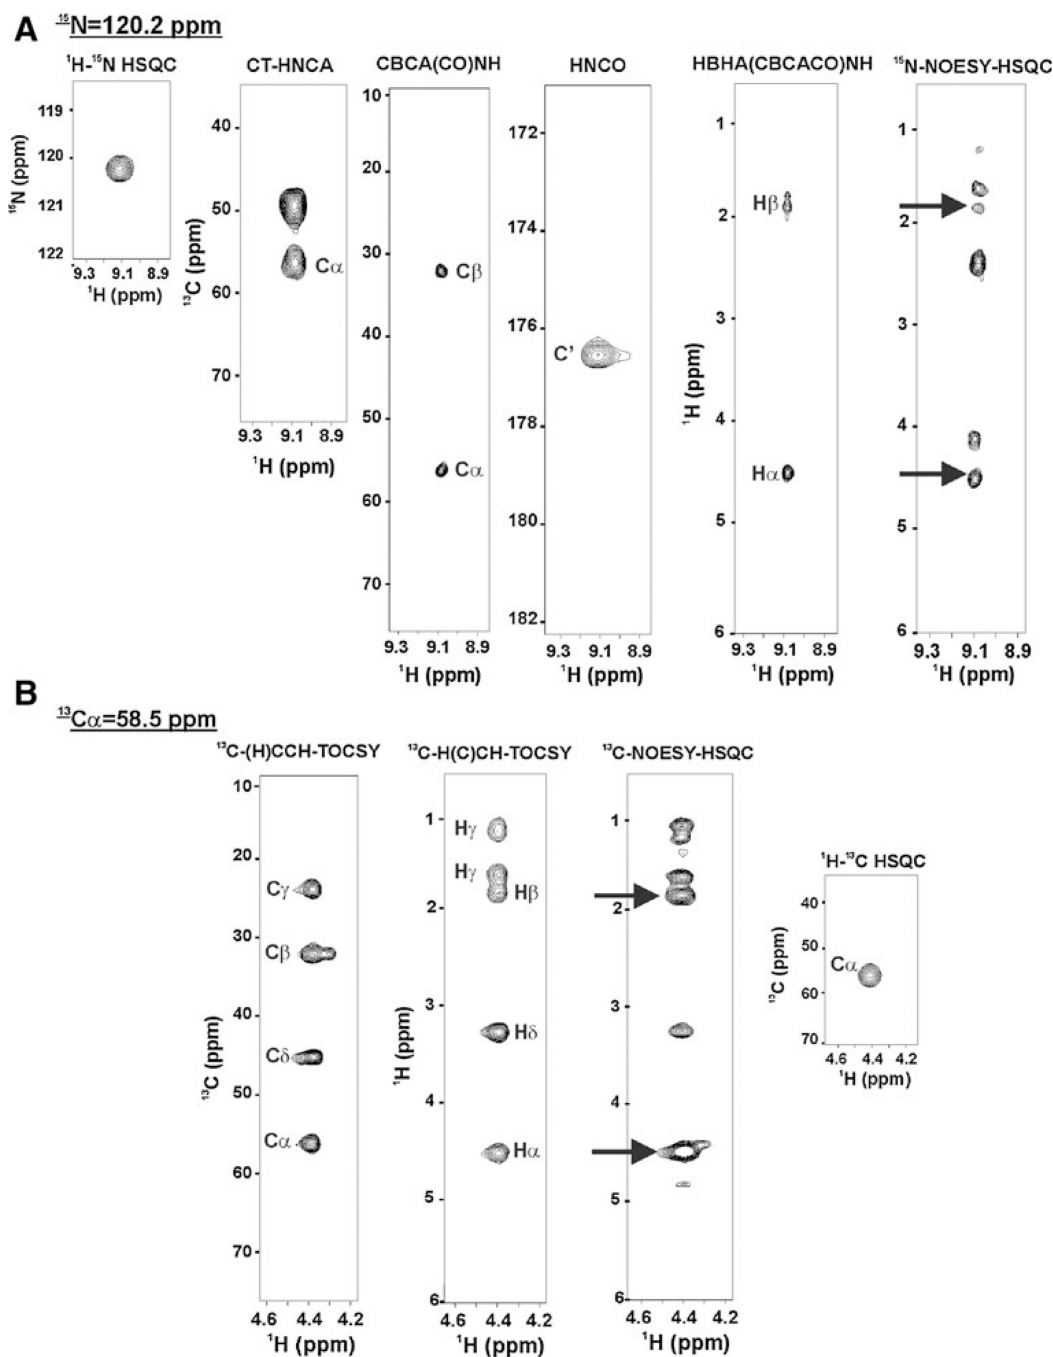 A ¹⁵N=120.2 ppm
¹H-¹⁵N HSQC
119
120
121
122
¹⁵N (ppm)
9.3 9.1 8.9
¹H (ppm)
CT-HNCA
40
50
60
70
¹³C (ppm)
Cα
9.3 9.1 8.9
¹H (ppm)
CBCA(CO)NH
10
20
30
40
50
60
70
Cβ
Cα
9.3 9.1 8.9
¹H (ppm)
HNCO
172
174
176
178
180
182
C'
9.3 9.1 8.9
¹H (ppm)
HBHA(CBCACO)NH
1
2
3
4
5
6
¹H (ppm)
Hβ
Hα
9.3 9.1 8.9
¹H (ppm)
¹⁵N-NOESY-HSQC
1
2
3
4
5
6
9.3 9.1 8.9
¹H (ppm)
B
¹³Cα=58.5 ppm
¹³C-(H)CCH-TOCSY
10
20
30
40
50
60
70
¹³C (ppm)
Cγ
Cβ
Cδ
Cα
4.6 4.4 4.2
¹H (ppm)
¹³C-H(C)CH-TOCSY
1
2
3
4
5
6
¹H (ppm)
Hγ
Hγ
Hβ
Hδ
Hα
4.6 4.4 4.2
¹H (ppm)
¹³C-NOESY-HSQC
1
2
3
4
5
6
4.6 4.4 4.2
¹H (ppm)
¹H-¹³C HSQC
40
50
60
70
¹³C (ppm)
Cα
4.6 4.4 4.2
¹H (ppm)